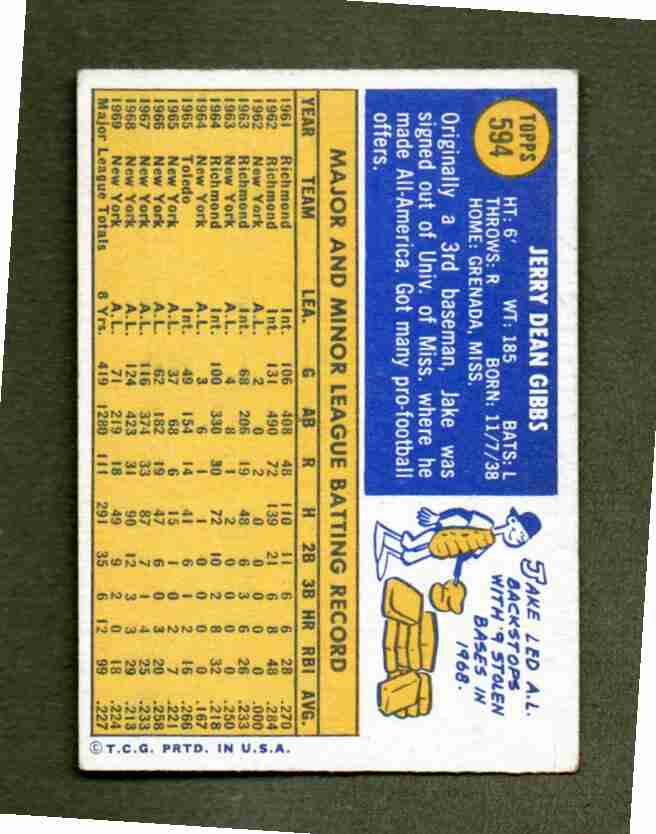 TOPPS
594
JERRY DEAN GIBBS
HT: 6' WT: 185 BATS: L
THROWS: R BORN: 11/7/38
HOME: GRENADA, MISS.
Originally a 3rd baseman, Jake was
signed out of Univ. of Miss. where he
made All-America. Got many pro-football
offers.
JAKE LED A.L.
BACKSTOPS
WITH 9 STOLEN
BASES IN
1968.
MAJOR AND MINOR LEAGUE BATTING RECORD
YEAR TEAM LEA. G AB R H 2B 3B HR RBI AVG.
1961 Richmond Int. 106 408 48 110 11 6 6 28 .270
1962 Richmond Int. 131 490 72 139 21 6 8 48 .284
1962 New York A.L. 2 0 2 0 0 0 0 0 .000
1963 Richmond Int. 68 206 19 48 6 3 6 26 .233
1963 New York A.L. 4 8 1 2 0 0 0 0 .250
1964 Richmond Int. 100 330 30 72 10 2 8 32 .218
1964 New York A.L. 3 6 1 1 0 0 0 0 .167
1965 Toledo Int. 49 154 14 41 6 1 2 16 .266
1965 New York A.L. 37 68 6 15 1 0 2 7 .221
1966 New York A.L. 62 182 19 47 6 0 3 20 .258
1967 New York A.L. 116 374 33 87 7 1 4 25 .233
1968 New York A.L. 124 423 31 90 12 3 3 29 .213
1969 New York A.L. 71 219 18 49 9 2 0 18 .224
Major League Totals 8 Yrs. 419 1280 111 291 35 6 12 99 .227
©T.C.G. PRTD. IN U.S.A.